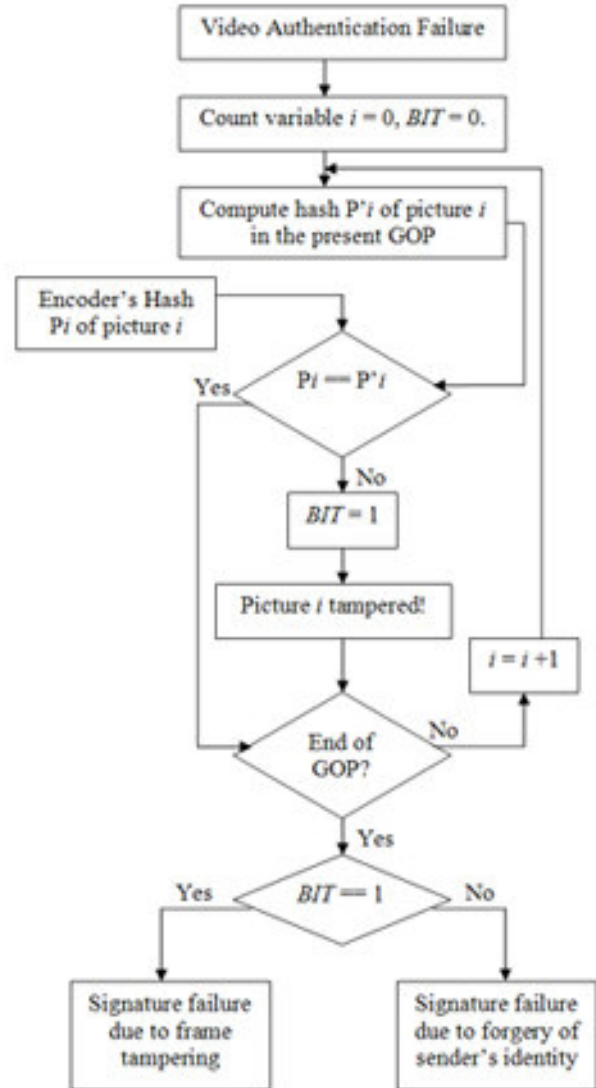 Video Authentication Failure
Count variable i = 0, BIT = 0.
Compute hash P'i of picture i
in the present GOP
Encoder's Hash
Pi of picture i
Pi == P'i
Yes
No
BIT = 1
Picture i tampered!
i = i +1
End of
GOP?
No
Yes
BIT == 1
Yes
No
Signature failure
due to frame
tampering
Signature failure
due to forgery of
sender's identity